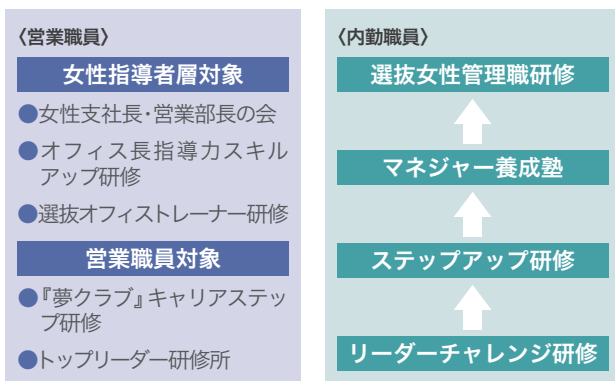 〈営業職員〉
女性指導者層対象
●女性支社長・営業部長の会
●オフィス長指導力スキル
アップ研修
●選抜オフィストレーナー研修
営業職員対象
●『夢クラブ』キャリアステッ
プ研修
●トップリーダー研修所
〈内勤職員〉
選抜女性管理職研修
マネジャー養成塾
ステップアップ研修
リーダーチャレンジ研修